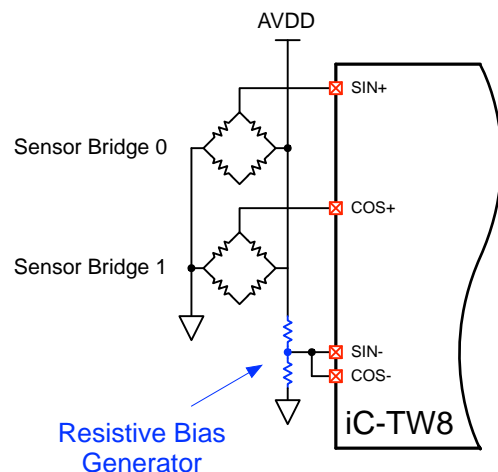 AVDD
SIN+
Sensor Bridge 0
COS+
Sensor Bridge 1
SIN-
COS-
iC-TW8
Resistive Bias
Generator